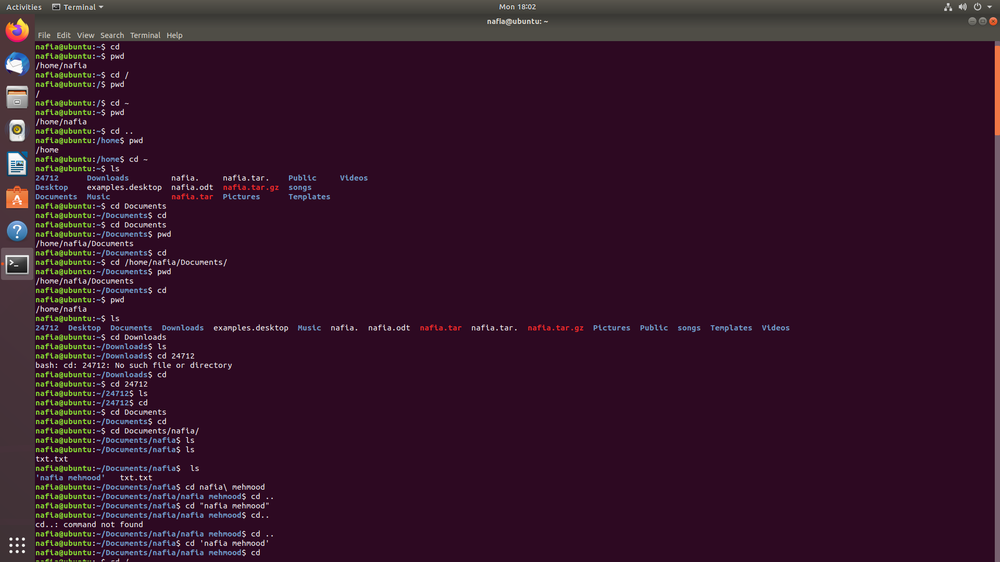 Activities Terminal Mon 18:02
nafia@ubuntu: ~
File Edit View Search Terminal Help
nafia@ubuntu:~$ cd
nafia@ubuntu:~$ pwd
/home/nafia
nafia@ubuntu:~$ cd /
nafia@ubuntu:/$ pwd
/
nafia@ubuntu:/$ cd ~
nafia@ubuntu:~$ pwd
/home/nafia
nafia@ubuntu:~$ cd ..
nafia@ubuntu:/home$ pwd
/home
nafia@ubuntu:/home$ cd ~
nafia@ubuntu:~$ ls
24712      Downloads         nafia.     nafia.tar.    Public     Videos
Desktop    examples.desktop  nafia.odt  nafia.tar.gz  songs
Documents  Music             nafia.tar  Pictures      Templates
nafia@ubuntu:~$ cd Documents
nafia@ubuntu:~/Documents$ cd
nafia@ubuntu:~$ cd Documents
nafia@ubuntu:~/Documents$ pwd
/home/nafia/Documents
nafia@ubuntu:~/Documents$ cd
nafia@ubuntu:~$ cd /home/nafia/Documents/
nafia@ubuntu:~/Documents$ pwd
/home/nafia/Documents
nafia@ubuntu:~/Documents$ cd
nafia@ubuntu:~$ pwd
/home/nafia
nafia@ubuntu:~$ ls
24712  Desktop  Documents  Downloads  examples.desktop  Music  nafia.  nafia.odt  nafia.tar  nafia.tar.  nafia.tar.gz  Pictures  Public  songs  Templates  Videos
nafia@ubuntu:~$ cd Downloads
nafia@ubuntu:~/Downloads$ ls
nafia@ubuntu:~/Downloads$ cd 24712
bash: cd: 24712: No such file or directory
nafia@ubuntu:~/Downloads$ cd
nafia@ubuntu:~$ cd 24712
nafia@ubuntu:~/24712$ ls
nafia@ubuntu:~/24712$ cd
nafia@ubuntu:~$ cd Documents
nafia@ubuntu:~/Documents$ cd
nafia@ubuntu:~$ cd Documents/nafia/
nafia@ubuntu:~/Documents/nafia$ ls
nafia@ubuntu:~/Documents/nafia$ ls
txt.txt
nafia@ubuntu:~/Documents/nafia$  ls
'nafia mehmood'   txt.txt
nafia@ubuntu:~/Documents/nafia$ cd nafia\ mehmood
nafia@ubuntu:~/Documents/nafia/nafia mehmood$ cd ..
nafia@ubuntu:~/Documents/nafia$ cd "nafia mehmood"
nafia@ubuntu:~/Documents/nafia/nafia mehmood$ cd..
cd..: command not found
nafia@ubuntu:~/Documents/nafia/nafia mehmood$ cd ..
nafia@ubuntu:~/Documents/nafia$ cd 'nafia mehmood'
nafia@ubuntu:~/Documents/nafia/nafia mehmood$ cd
nafia@ubuntu:~$ cd /